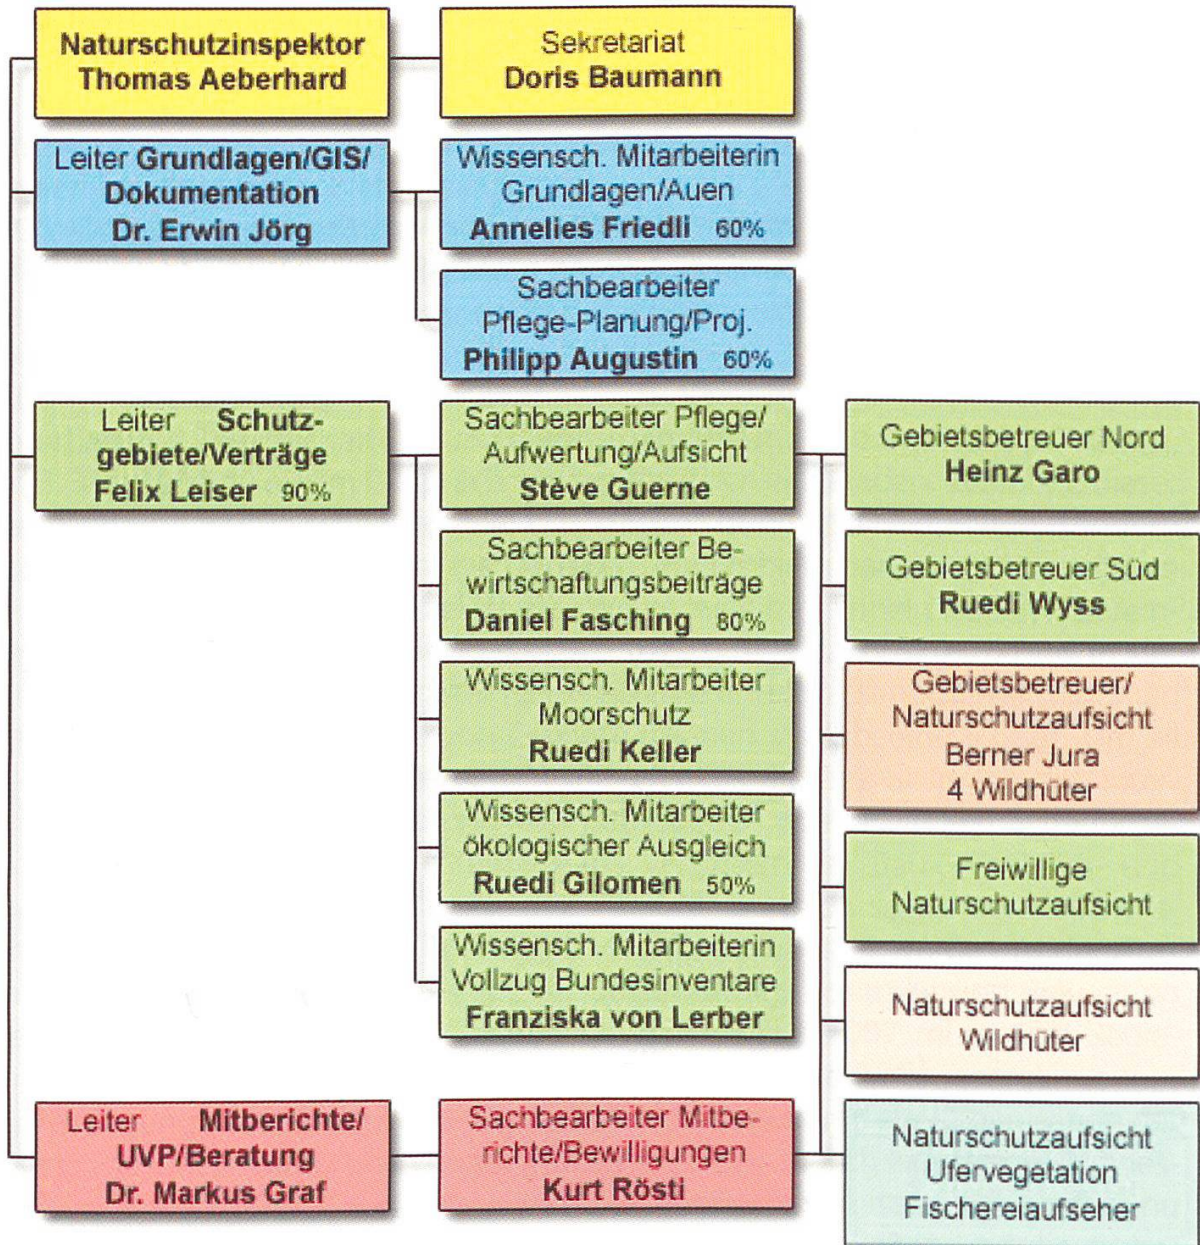 Naturschutzinspektor
Thomas Aeberhard
Sekretariat
Doris Baumann
Leiter Grundlagen/GIS/
Dokumentation
Dr. Erwin Jörg
Wissensch. Mitarbeiterin
Grundlagen/Auen
Annelies Friedli 60%
Sachbearbeiter
Pflege-Planung/Proj.
Philipp Augustin 60%
Leiter Schutz-
gebiete/Verträge
Felix Leiser 90%
Sachbearbeiter Pflege/
Aufwertung/Aufsicht
Stève Guerne
Gebietsbetreuer Nord
Heinz Garo
Sachbearbeiter Be-
wirtschaftungsbeiträge
Daniel Fasching 80%
Gebietsbetreuer Süd
Ruedi Wyss
Wissensch. Mitarbeiter
Moorschutz
Ruedi Keller
Gebietsbetreuer/
Naturschutzaufsicht
Berner Jura
4 Wildhüter
Wissensch. Mitarbeiter
ökologischer Ausgleich
Ruedi Gilomen 50%
Freiwillige
Naturschutzaufsicht
Wissensch. Mitarbeiterin
Vollzug Bundesinventare
Franziska von Lerber
Naturschutzaufsicht
Wildhüter
Leiter Mitberichte/
UVP/Beratung
Dr. Markus Graf
Sachbearbeiter Mitbe-
richte/Bewilligungen
Kurt Rösti
Naturschutzaufsicht
Ufervegetation
Fischereiaufseher